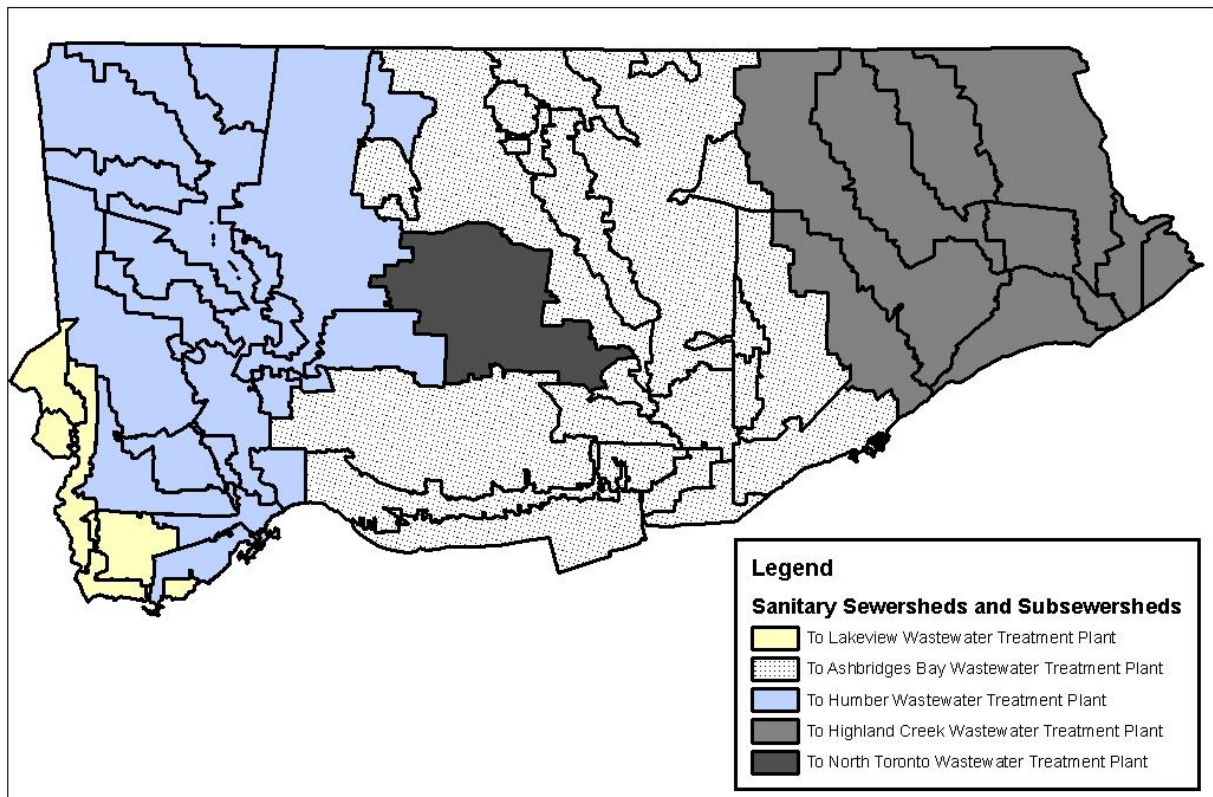 Legend
Sanitary Sewersheds and Subsewersheds
To Lakeview Wastewater Treatment Plant
To Ashbridges Bay Wastewater Treatment Plant
To Humber Wastewater Treatment Plant
To Highland Creek Wastewater Treatment Plant
To North Toronto Wastewater Treatment Plant